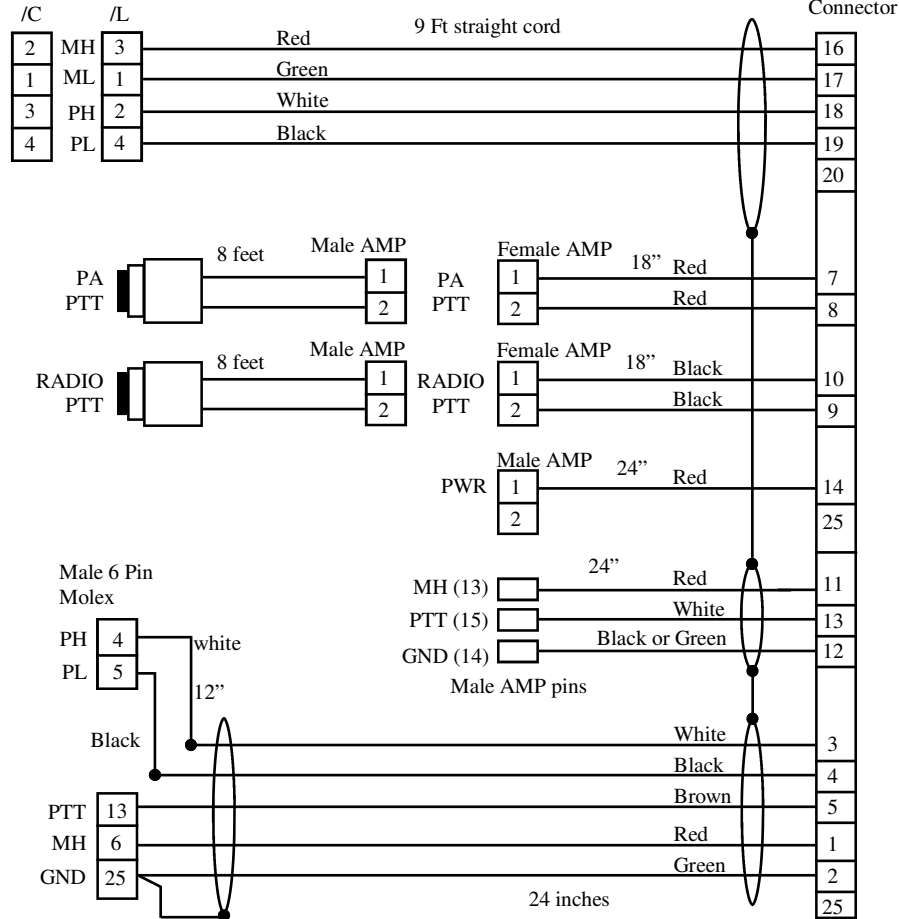 /C /L 9 Ft straight cord Connector
2 MH 3 Red 16
1 ML 1 Green 17
3 PH 2 White 18
4 PL 4 Black 19
20
8 feet Male AMP Female AMP 18” Red
PA 1 PA 1 7
PTT 2 PTT 2 Red 8
8 feet Male AMP Female AMP 18” Black
RADIO 1 RADIO 1 10
PTT 2 PTT 2 Black 9
Male AMP 24”
PWR 1 Red 14
2 25
Male 6 Pin
Molex
24”
MH (13) Red 11
PTT (15) White 13
GND (14) Black or Green 12
Male AMP pins
PH 4 white
PL 5
12”
Black
White 3
Black 4
PTT 13 Brown 5
MH 6 Red 1
GND 25 Green 2
24 inches 25